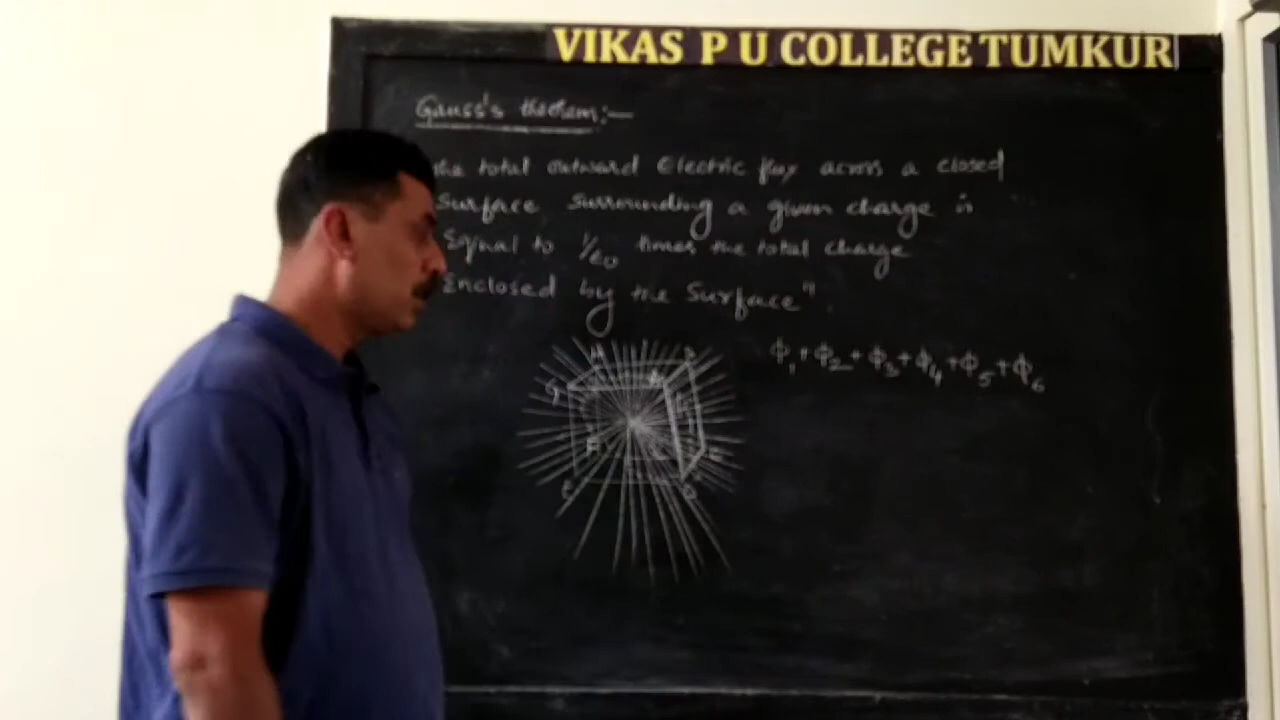 VIKAS P U COLLEGE TUMKUR
Gauss's theorem:-
The total outward Electric flux across a closed
Surface surrounding a given charge is
Equal to 1/ε0 times the total charge
Enclosed by the Surface".
ϕ1+ϕ2+ϕ3+ϕ4+ϕ5+ϕ6
H B
G A
F
E D